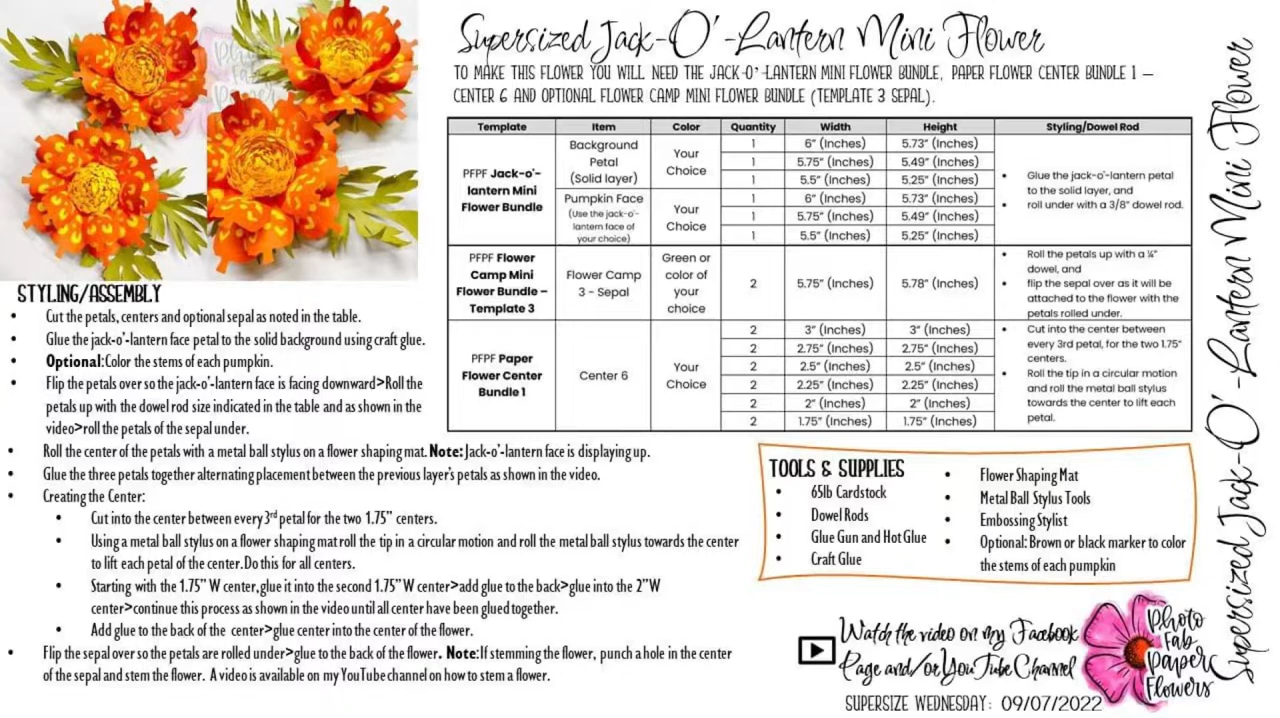 Photo
Fab
Paper
Supersized Jack-O'-Lantern Mini Flower
TO MAKE THIS FLOWER YOU WILL NEED THE JACK-O'-LANTERN MINI FLOWER BUNDLE, PAPER FLOWER CENTER BUNDLE 1 –
CENTER 6 AND OPTIONAL FLOWER CAMP MINI FLOWER BUNDLE (TEMPLATE 3 SEPAL).
Template Item Color Quantity Width Height Styling/Dowel Rod
PFPF Jack-o'-
lantern Mini
Flower Bundle
Background
Petal
(Solid layer)
Your
Choice
1 6" (Inches) 5.73" (Inches)
1 5.75" (Inches) 5.49" (Inches)
1 5.5" (Inches) 5.25" (Inches)
Pumpkin Face
(Use the jack-o'-
lantern face of
your choice)
Your
Choice
1 6" (Inches) 5.73" (Inches)
1 5.75" (Inches) 5.49" (Inches)
1 5.5" (Inches) 5.25" (Inches)
• Glue the jack-o'-lantern petal
to the solid layer, and
• roll under with a 3/8" dowel rod.
PFPF Flower
Camp Mini
Flower Bundle –
Template 3
Flower Camp
3 - Sepal
Green or
color of
your
choice
2 5.75" (Inches) 5.78" (Inches)
• Roll the petals up with a ¼"
dowel, and
• flip the sepal over as it will be
attached to the flower with the
petals rolled under.
PFPF Paper
Flower Center
Bundle 1
Center 6
Your
Choice
2 3" (Inches) 3" (Inches)
2 2.75" (Inches) 2.75" (Inches)
2 2.5" (Inches) 2.5" (Inches)
2 2.25" (Inches) 2.25" (Inches)
2 2" (Inches) 2" (Inches)
2 1.75" (Inches) 1.75" (Inches)
• Cut into the center between
every 3rd petal, for the two 1.75"
centers.
• Roll the tip in a circular motion
and roll the metal ball stylus
towards the center to lift each
petal.
STYLING/ASSEMBLY
• Cut the petals, centers and optional sepal as noted in the table.
• Glue the jack-o'-lantern face petal to the solid background using craft glue.
• Optional:Color the stems of each pumpkin.
• Flip the petals over so the jack-o'-lantern face is facing downward>Roll the
petals up with the dowel rod size indicated in the table and as shown in the
video>roll the petals of the sepal under.
• Roll the center of the petals with a metal ball stylus on a flower shaping mat. Note: Jack-o'-lantern face is displaying up.
• Glue the three petals together alternating placement between the previous layer's petals as shown in the video.
• Creating the Center:
• Cut into the center between every 3rd petal for the two 1.75" centers.
• Using a metal ball stylus on a flower shaping mat roll the tip in a circular motion and roll the metal ball stylus towards the center
to lift each petal of the center. Do this for all centers.
• Starting with the 1.75" W center, glue it into the second 1.75" W center>add glue to the back>glue into the 2"W
center>continue this process as shown in the video until all center have been glued together.
• Add glue to the back of the center>glue center into the center of the flower.
• Flip the sepal over so the petals are rolled under>glue to the back of the flower. Note: If stemming the flower, punch a hole in the center
of the sepal and stem the flower. A video is available on my YouTube channel on how to stem a flower.
TOOLS & SUPPLIES
• 65lb Cardstock
• Dowel Rods
• Glue Gun and Hot Glue
• Craft Glue
• Flower Shaping Mat
• Metal Ball Stylus Tools
• Embossing Stylist
• Optional: Brown or black marker to color
the stems of each pumpkin
Watch the video on my Facebook
Page and/or YouTube Channel
SUPERSIZE WEDNESDAY: 09/07/2022
Photo
Fab
Paper
Flowers
Supersized Jack-O'-Lantern Mini Flower